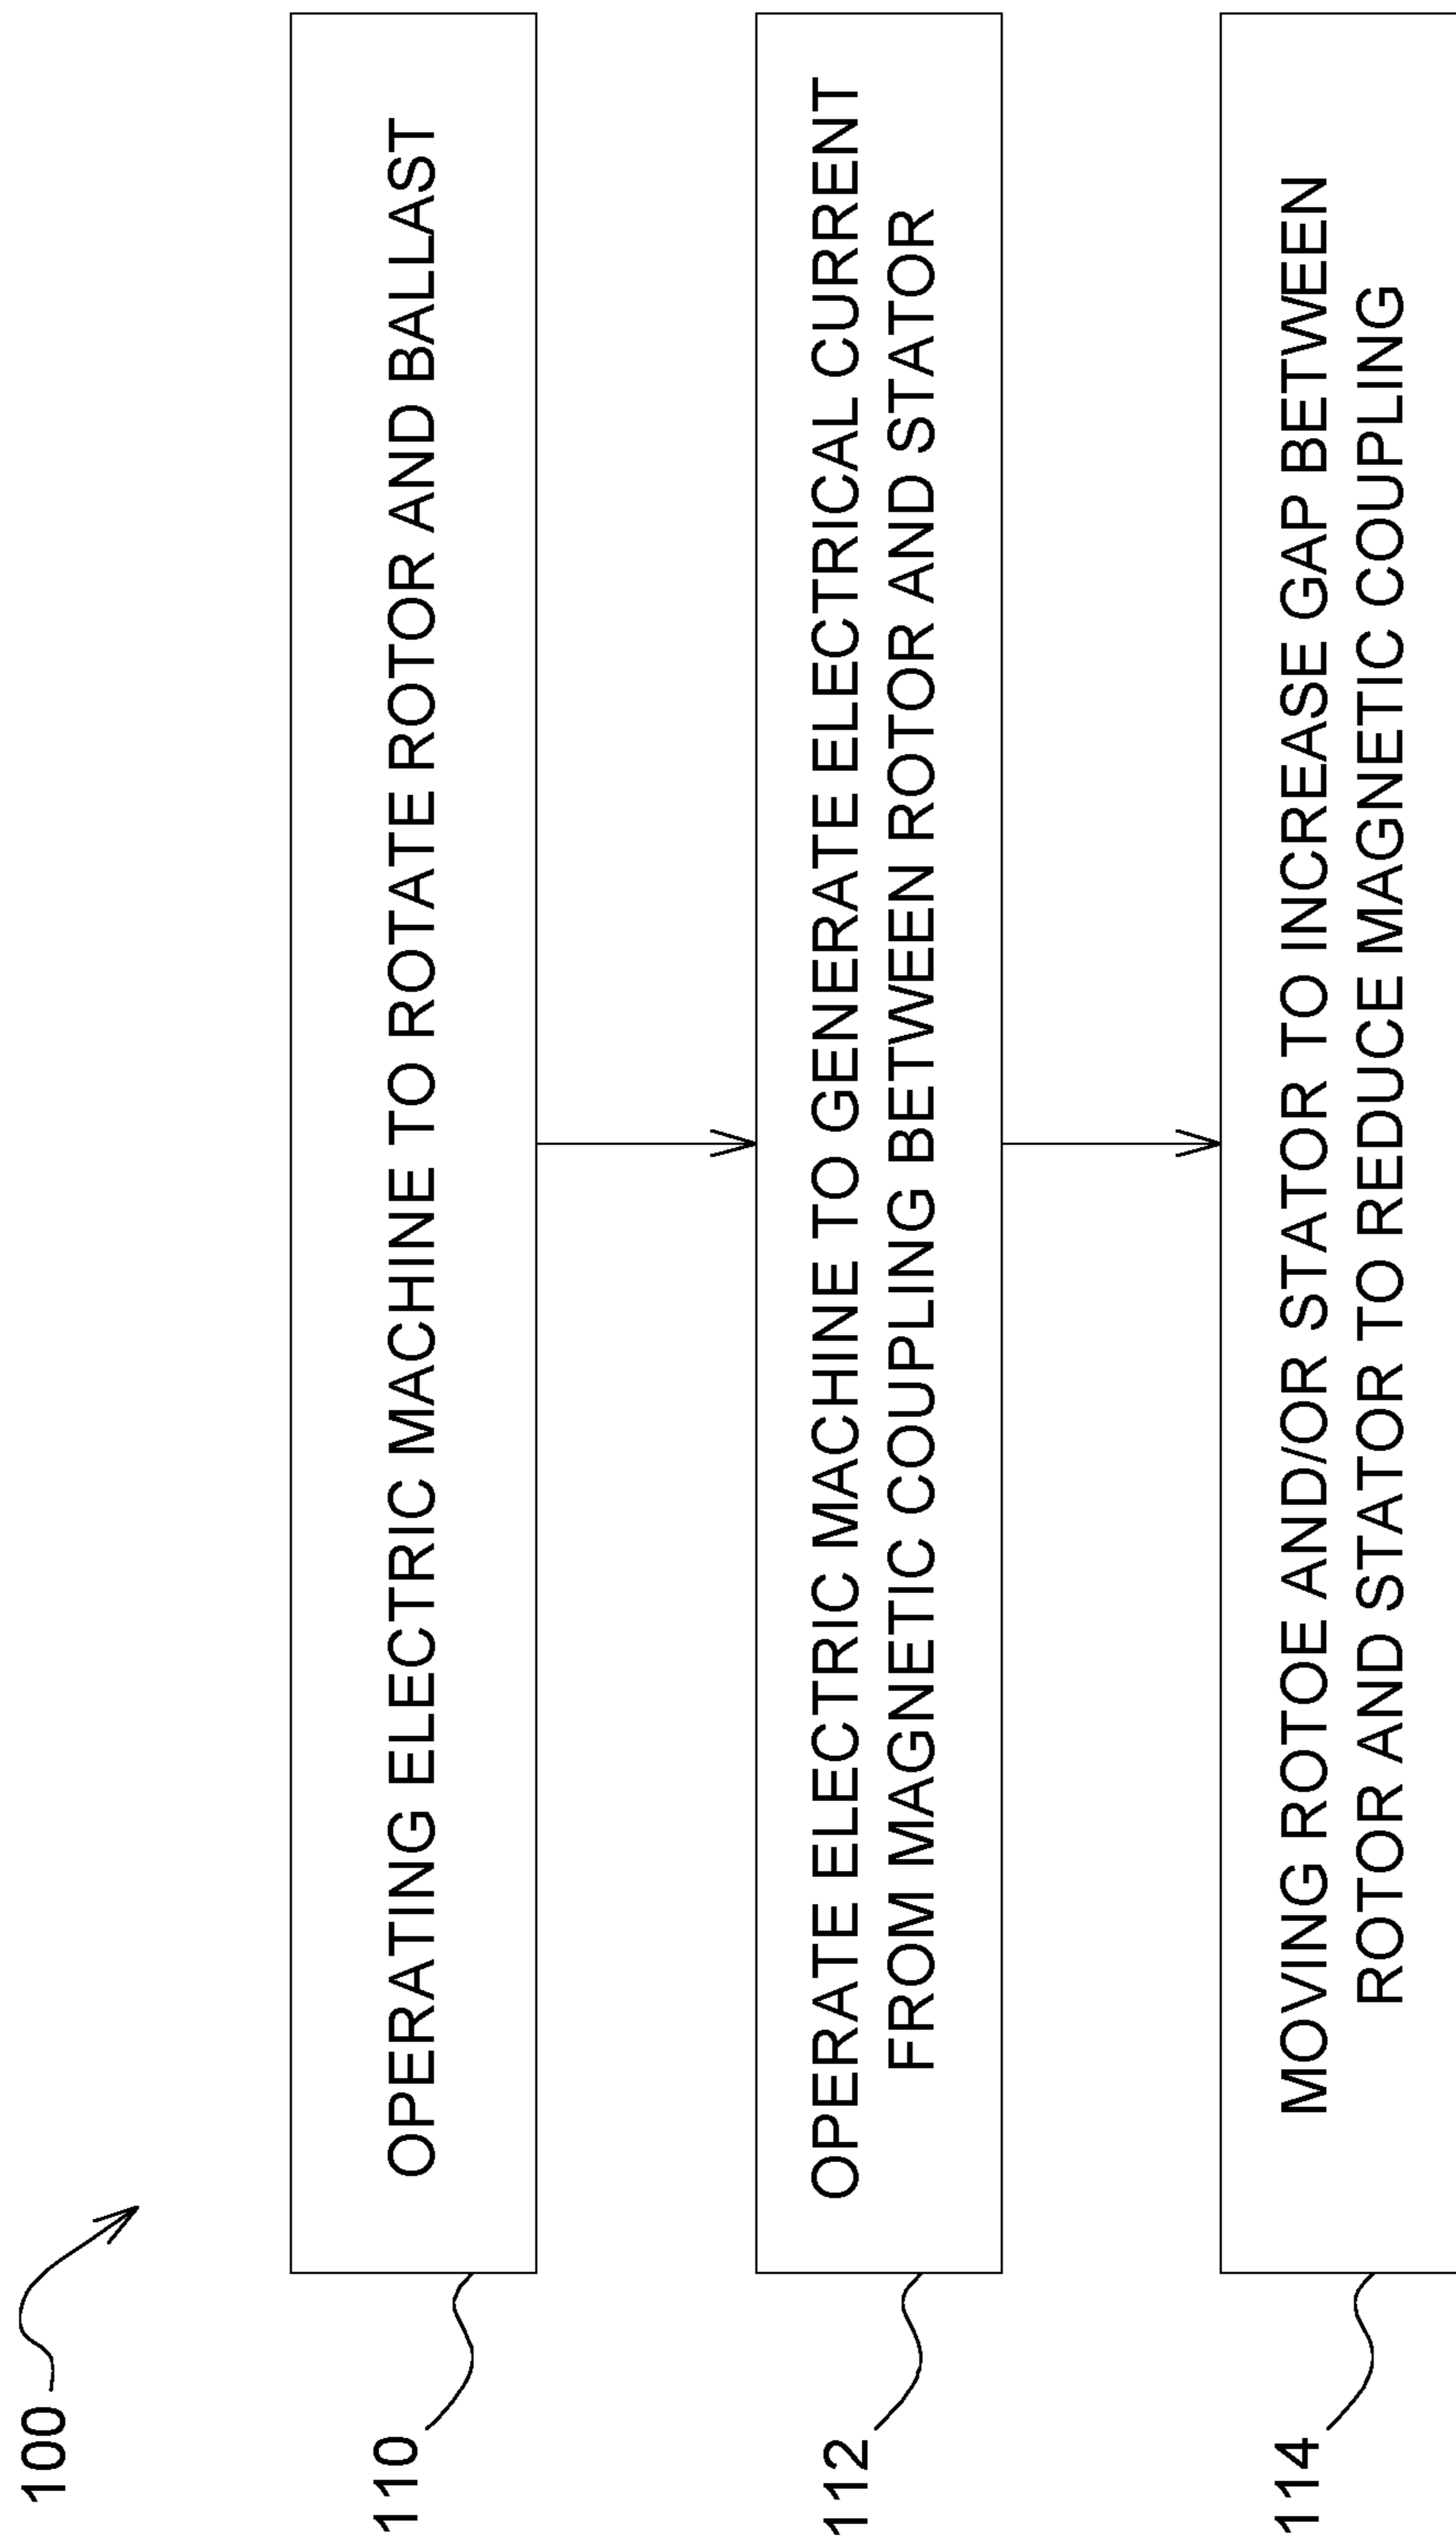 100
110
OPERATING ELECTRIC MACHINE TO ROTATE ROTOR AND BALLAST
112
OPERATE ELECTRIC MACHINE TO GENERATE ELECTRICAL CURRENT
FROM MAGNETIC COUPLING BETWEEN ROTOR AND STATOR
114
MOVING ROTOE AND/OR STATOR TO INCREASE GAP BETWEEN
ROTOR AND STATOR TO REDUCE MAGNETIC COUPLING